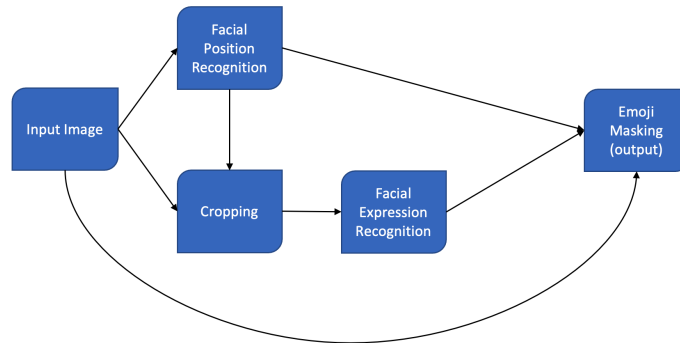 Facial
Position
Recognition
Input Image
Emoji
Masking
(output)
Cropping
Facial
Expression
Recognition